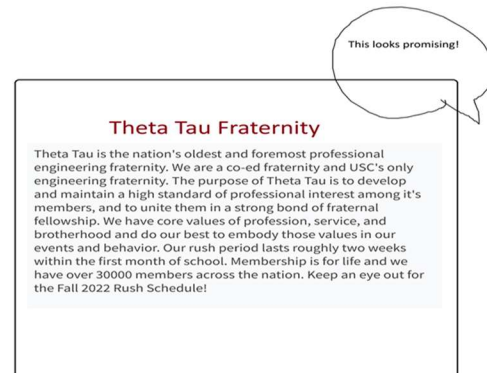 This looks promising!
Theta Tau Fraternity
Theta Tau is the nation's oldest and foremost professional
engineering fraternity. We are a co-ed fraternity and USC's only
engineering fraternity. The purpose of Theta Tau is to develop
and maintain a high standard of professional interest among it's
members, and to unite them in a strong bond of fraternal
fellowship. We have core values of profession, service, and
brotherhood and do our best to embody those values in our
events and behavior. Our rush period lasts roughly two weeks
within the first month of school. Membership is for life and we
have over 30000 members across the nation. Keep an eye out for
the Fall 2022 Rush Schedule!